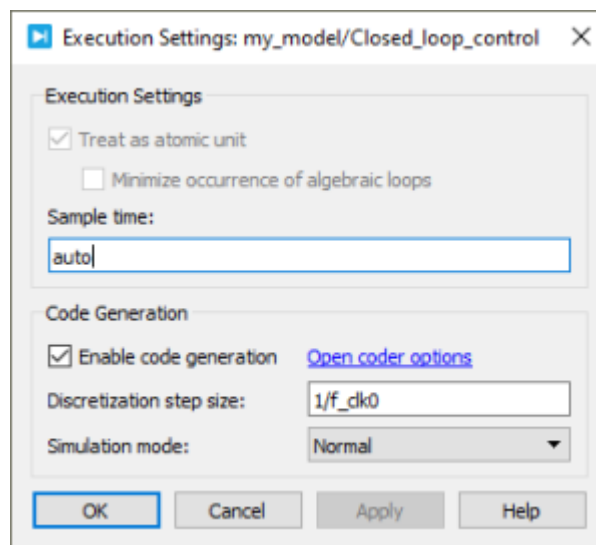 Execution Settings: my_model/Closed_loop_control
Execution Settings
Treat as atomic unit
Minimize occurrence of algebraic loops
Sample time:
auto
Code Generation
Enable code generation Open coder options
Discretization step size: 1/f_clk0
Simulation mode: Normal
OK Cancel Apply Help